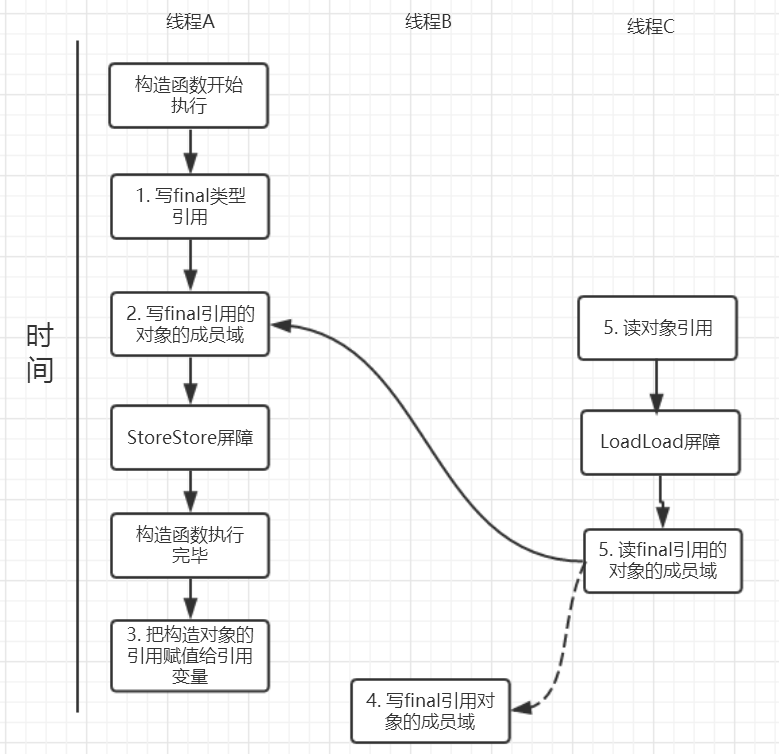 线程A
线程B
线程C
时
间
构造函数开始
执行
1. 写final类型
引用
2. 写final引用的
对象的成员域
StoreStore屏障
构造函数执行
完毕
3. 把构造对象的
引用赋值给引用
变量
4. 写final引用对
象的成员域
5. 读对象引用
LoadLoad屏障
5. 读final引用的
对象的成员域